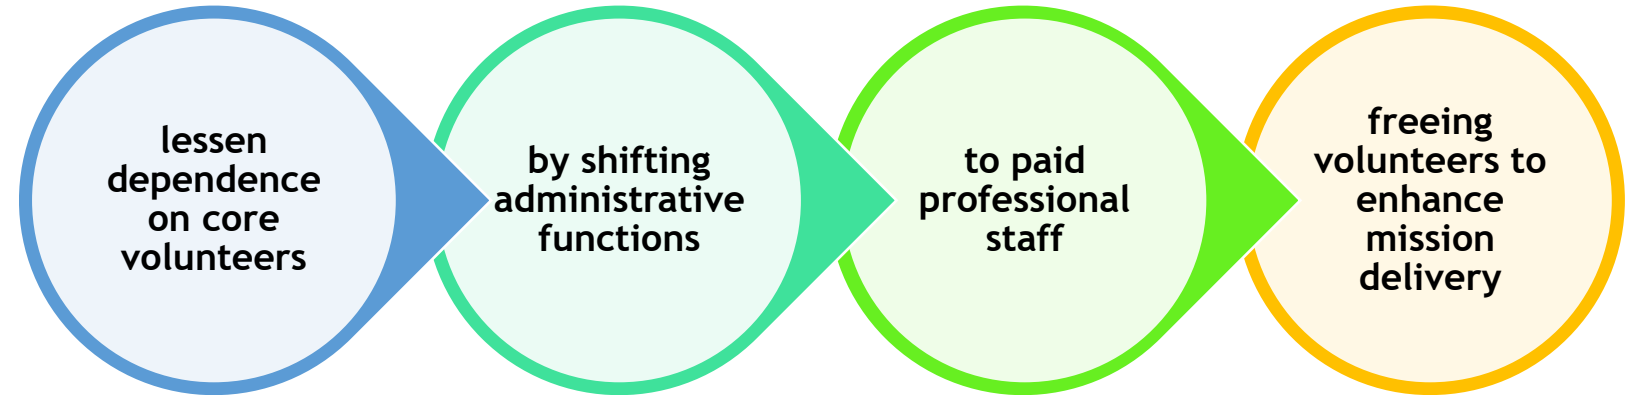 lessen
dependence
on core
volunteers
by shifting
administrative
functions
to paid
professional
staff
freeing
volunteers to
enhance
mission
delivery